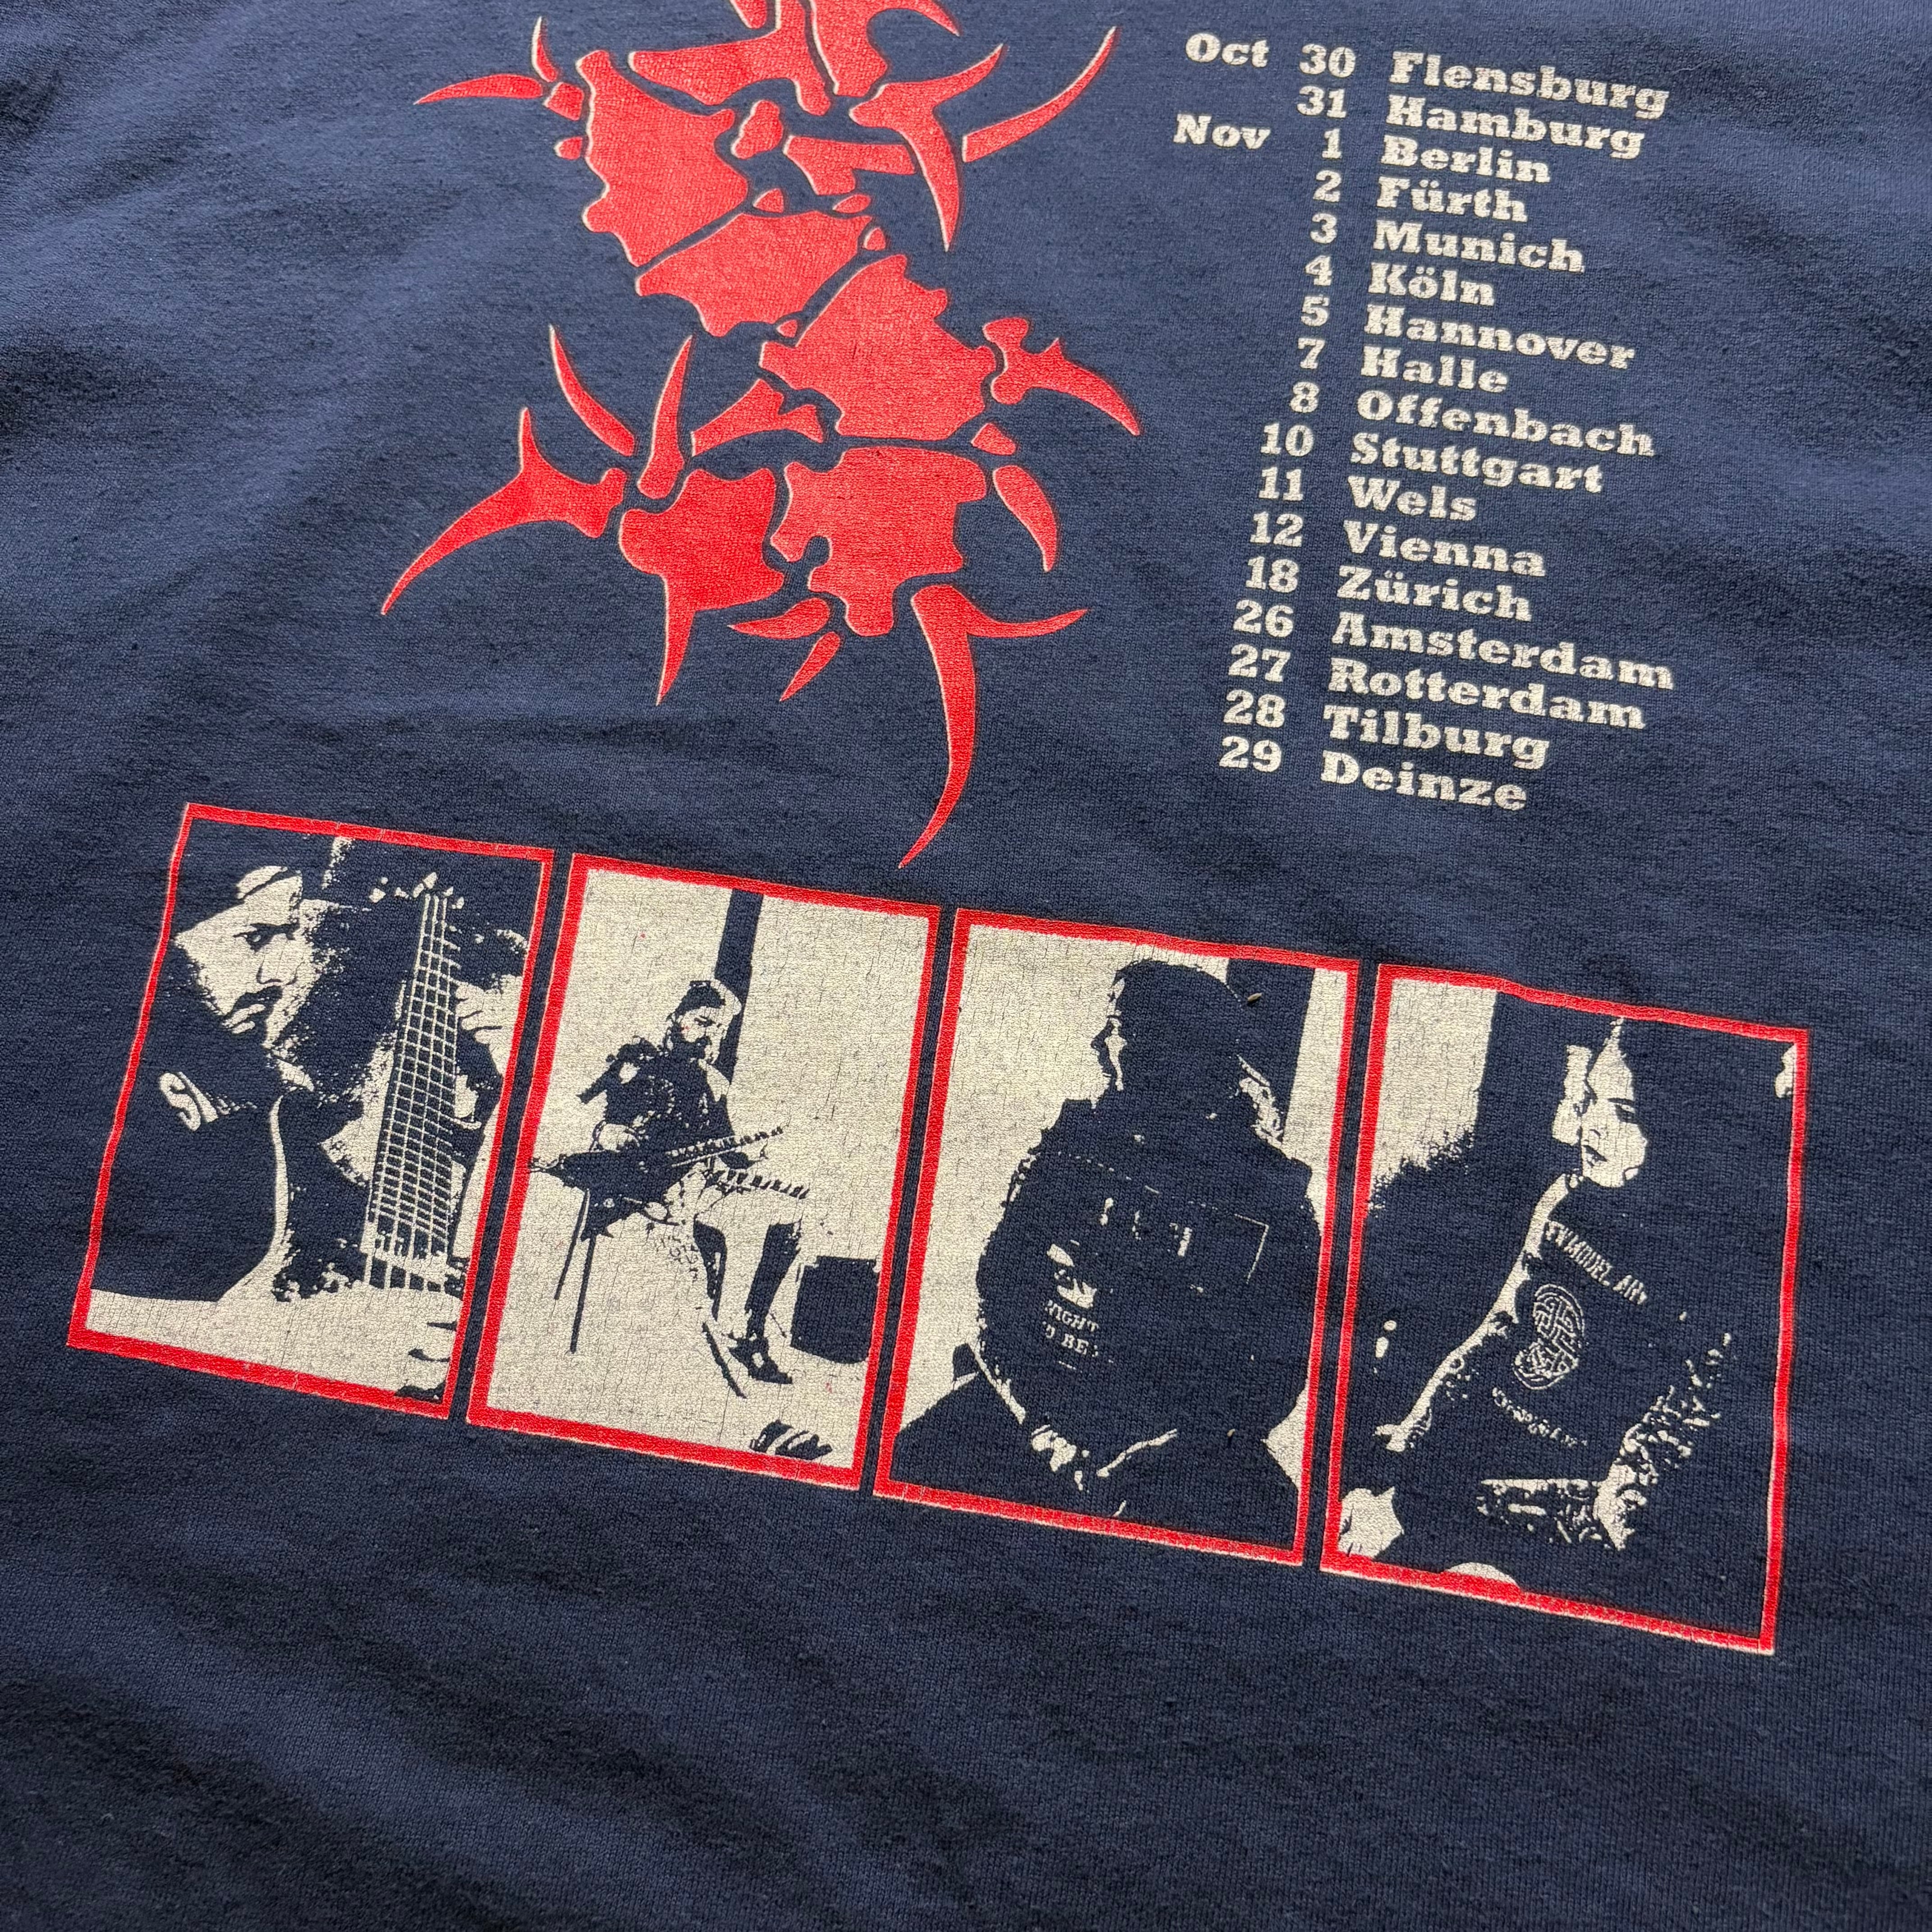 Oct 30 Flensburg
31 Hamburg
Nov 1 Berlin
2 Fürth
3 Munich
4 Köln
5 Hannover
7 Halle
8 Offenbach
10 Stuttgart
11 Wels
12 Vienna
18 Zürich
26 Amsterdam
27 Rotterdam
28 Tilburg
29 Deinze